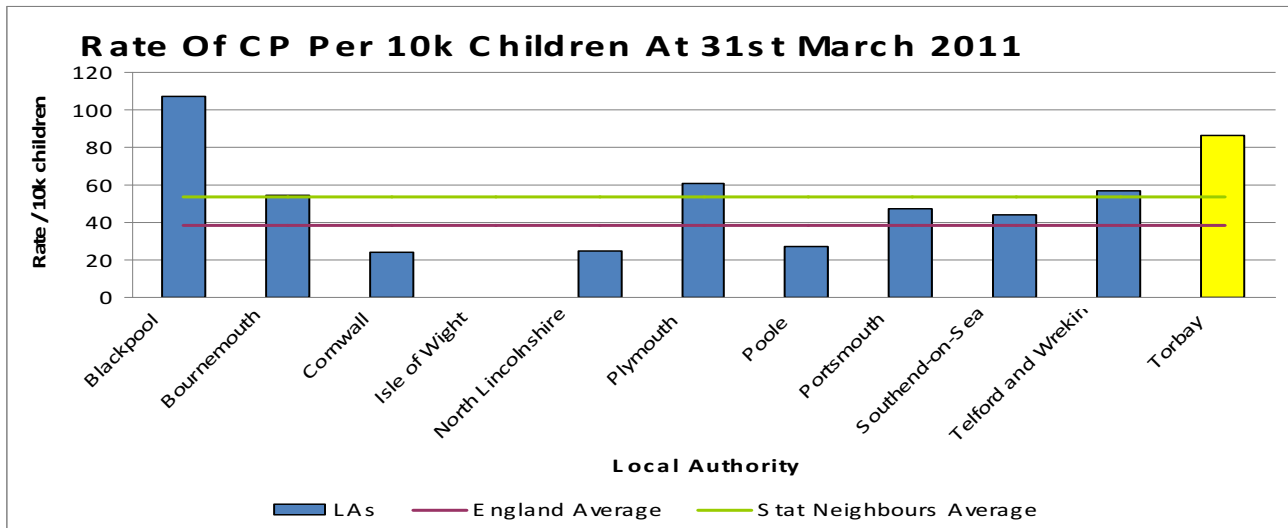 Rate Of CP Per 10k Children At 31st March 2011
120
100
80
60
40
20
0
Rate / 10k children
Blackpool
Bournemouth
Cornwall
Isle of Wight
North Lincolnshire
Plymouth
Poole
Portsmouth
Southend-on-Sea
Telford and Wrekin
Torbay
Local Authority
LAs England Average Stat Neighbours Average